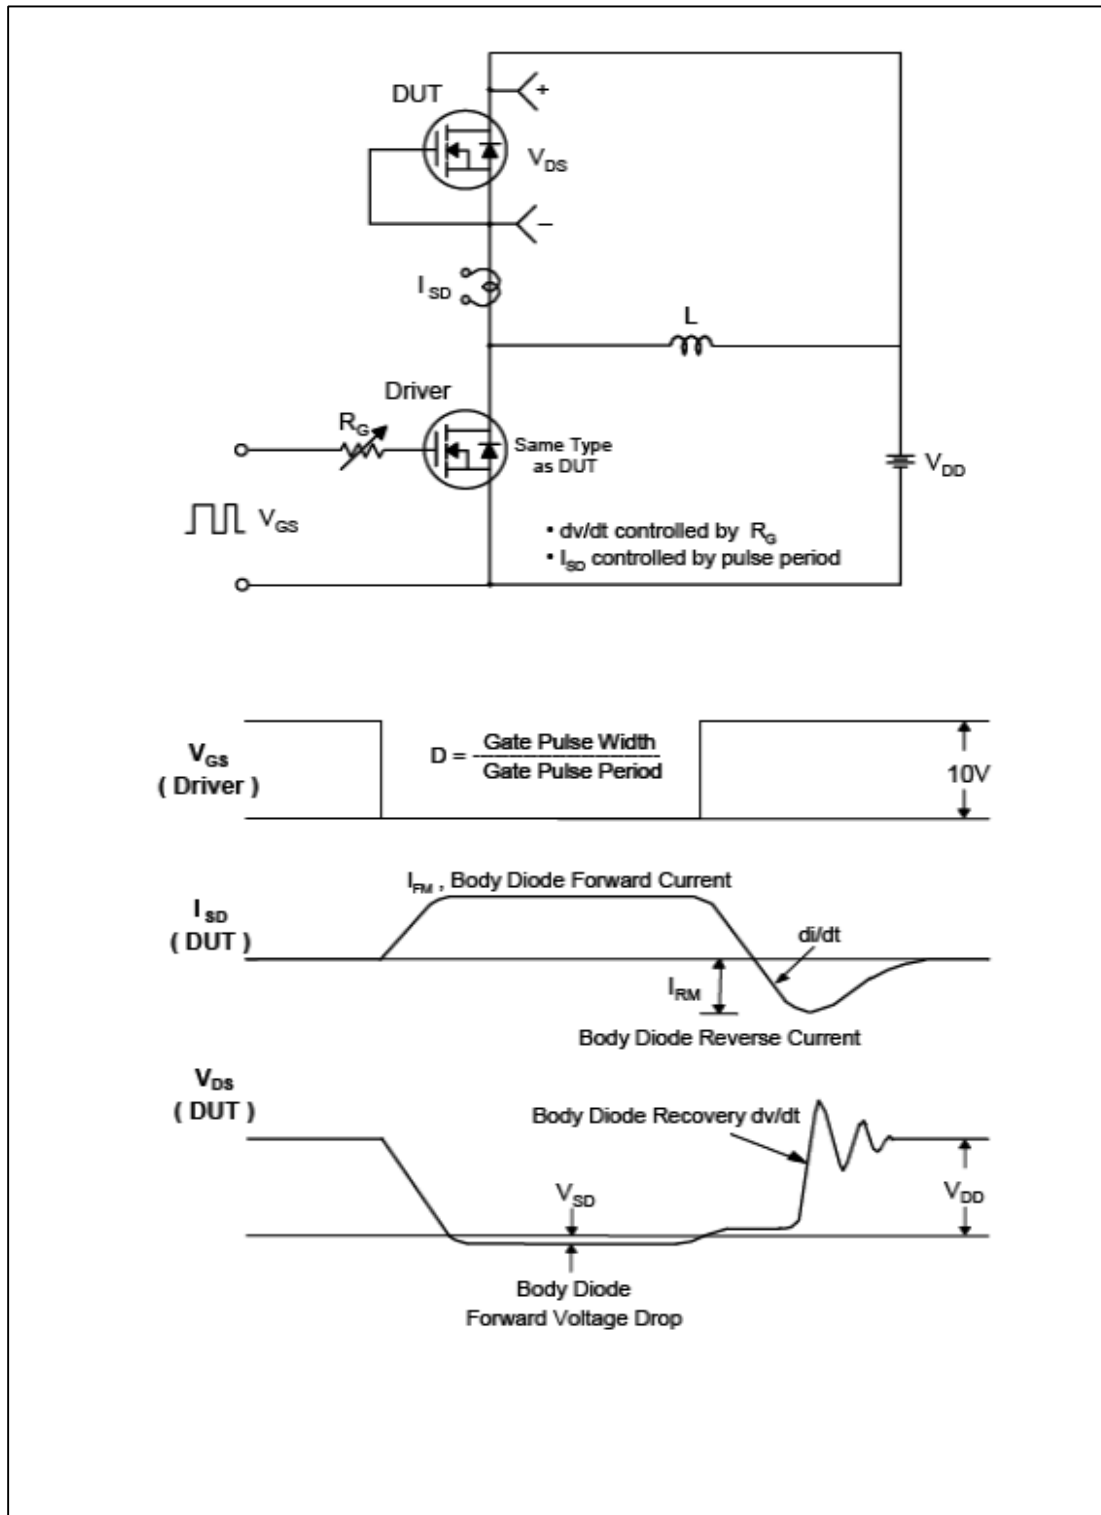 DUT
+
V_DS
–
I_SD
L
Driver
R_G
Same Type
as DUT
V_DD
V_GS
• dv/dt controlled by R_G
• I_SD controlled by pulse period
V_GS
( Driver )
D = Gate Pulse Width
Gate Pulse Period
10V
I_FM , Body Diode Forward Current
I_SD
( DUT )
di/dt
I_RM
Body Diode Reverse Current
V_DS
( DUT )
Body Diode Recovery dv/dt
V_SD
V_DD
Body Diode
Forward Voltage Drop